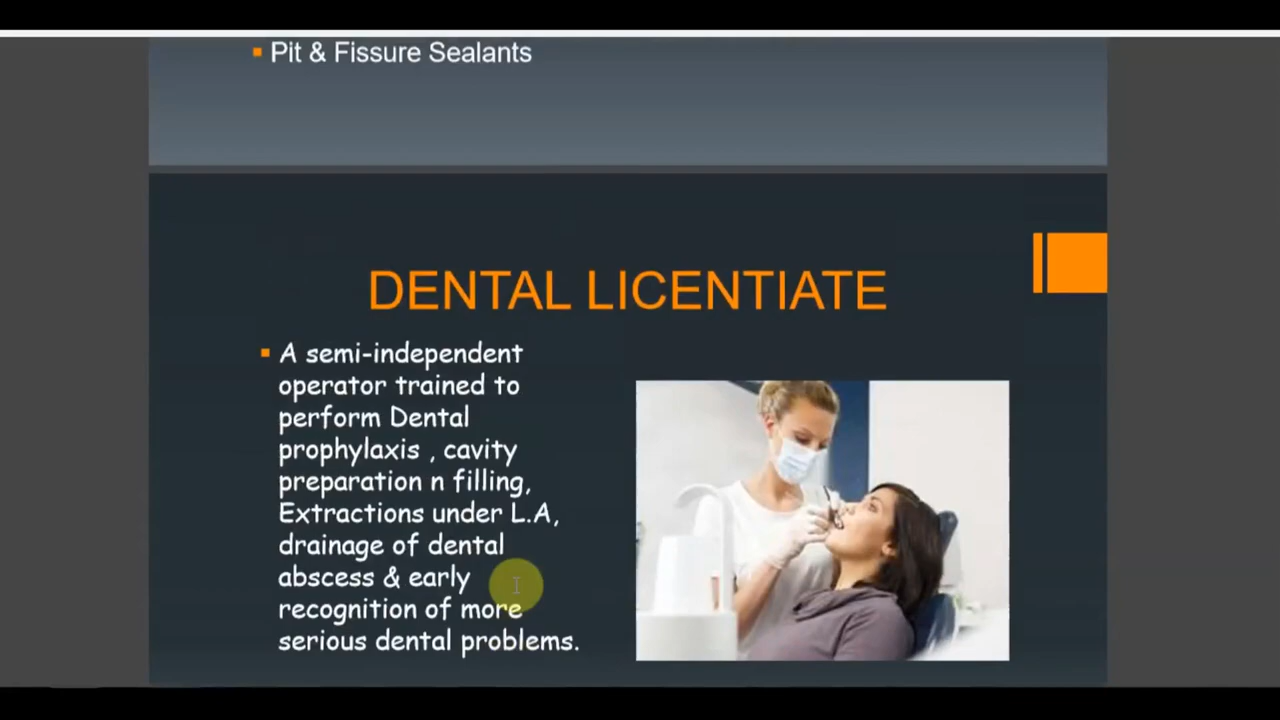 Pit & Fissure Sealants
DENTAL LICENTIATE
A semi-independent
operator trained to
perform Dental
prophylaxis , cavity
preparation n filling,
Extractions under L.A,
drainage of dental
abscess & early
recognition of more
serious dental problems.